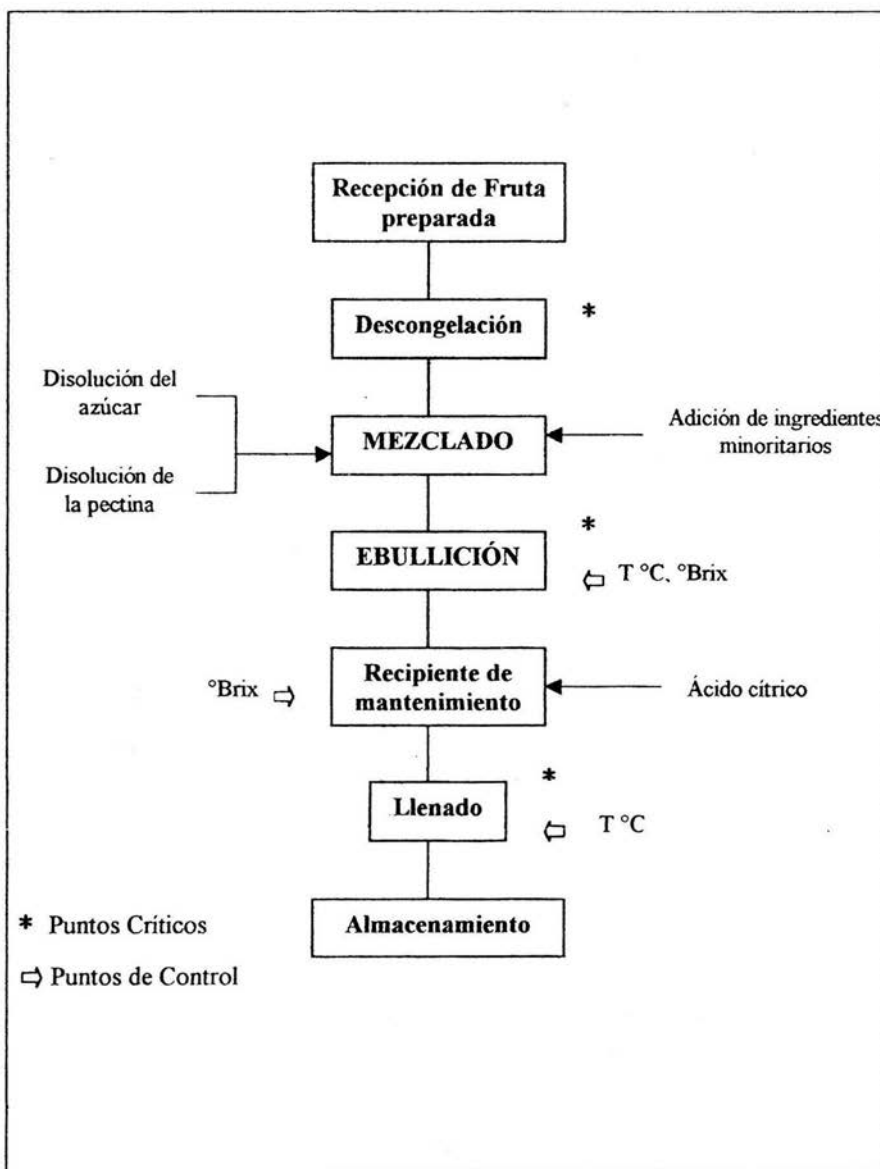 Recepción de Fruta
preparada
Descongelación
*
Disolución del
azúcar
Disolución de
la pectina
MEZCLADO
Adición de ingredientes
minoritarios
EBULLICIÓN
*
⇦ T °C, °Brix
°Brix ⇨
Recipiente de
mantenimiento
Ácido cítrico
Llenado
*
⇦ T °C
Almacenamiento
* Puntos Críticos
⇨ Puntos de Control